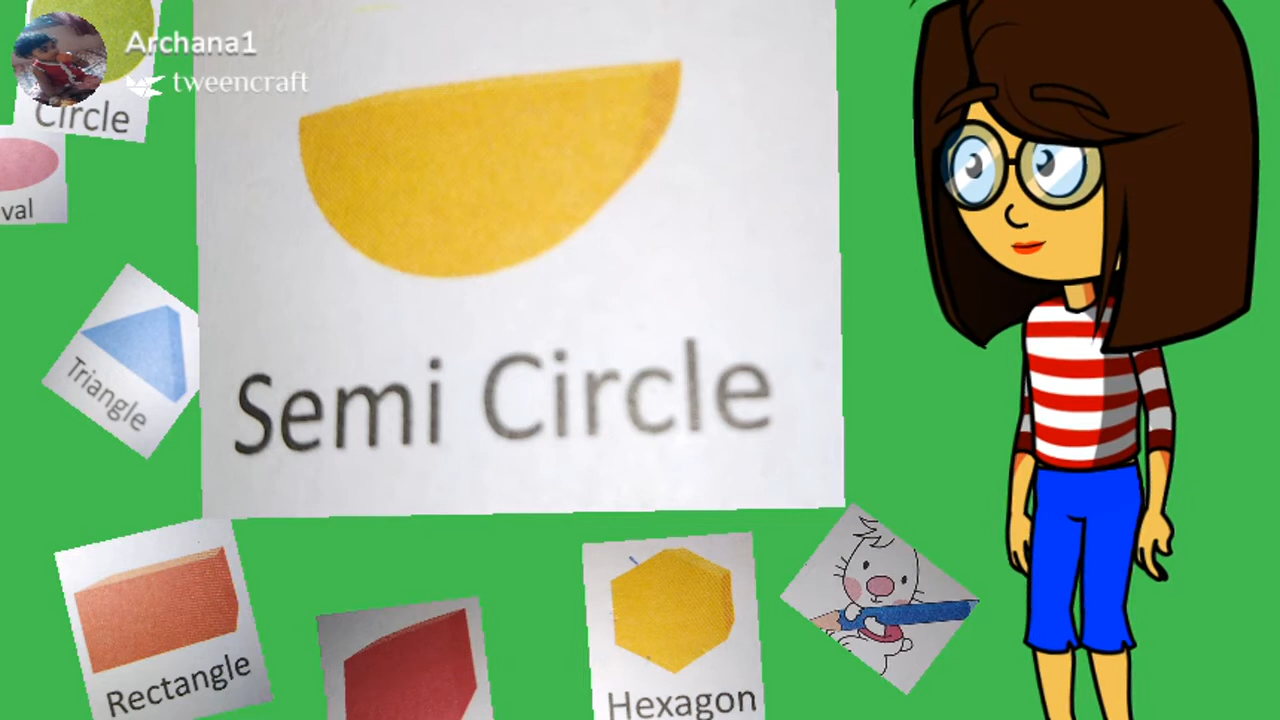 Archana1
tweencraft
Circle
val
Triangle
Semi Circle
Rectangle
Hexagon